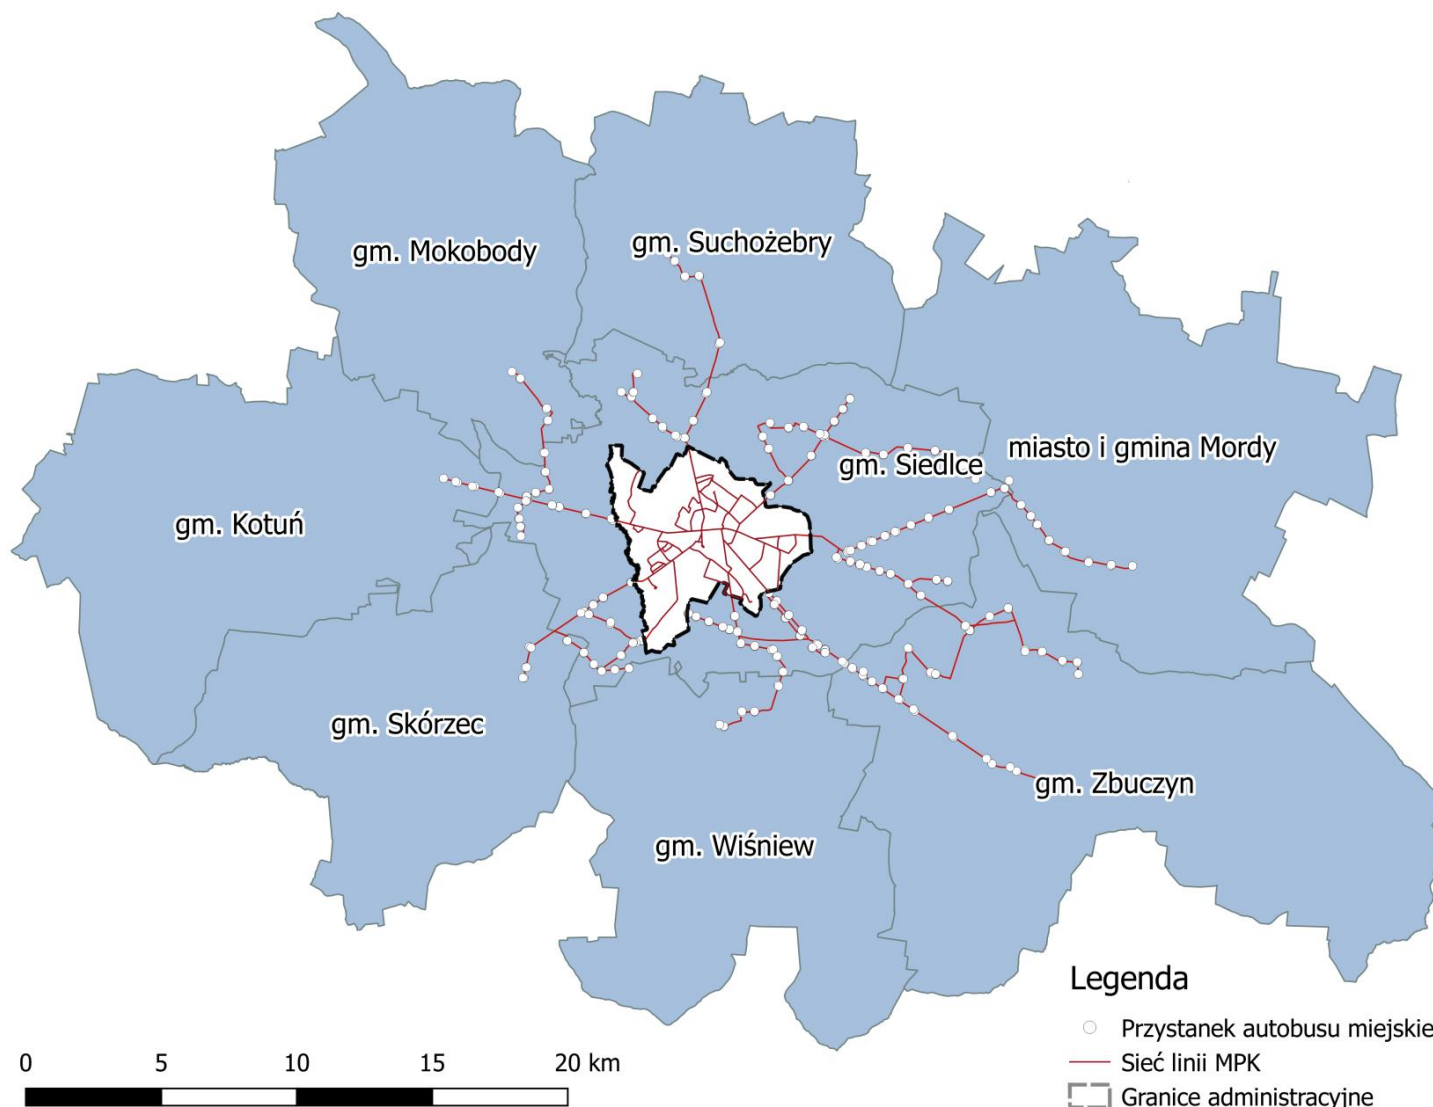 gm. Mokobody
gm. Suchożebry
miasto i gmina Mordy
gm. Siedlce
gm. Kotuń
gm. Skórzec
gm. Zbuczyn
gm. Wiśniew
Legenda
Przystanek autobusu miejskie
Sieć linii MPK
Granice administracyjne
0 5 10 15 20 km